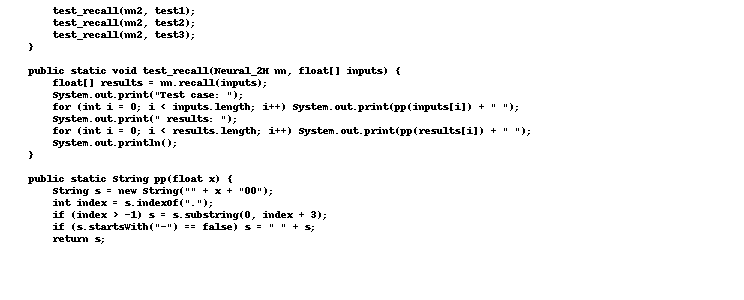 test_recall(nn2, test1);
test_recall(nn2, test2);
test_recall(nn2, test3);
}
public static void test_recall(Neural_2H nn, float[] inputs) {
float[] results = nn.recall(inputs);
System.out.print("Test case: ");
for (int i = 0; i < inputs.length; i++) System.out.print(pp(inputs[i]) + " ");
System.out.print(" results: ");
for (int i = 0; i < results.length; i++) System.out.print(pp(results[i]) + " ");
System.out.println();
}
public static String pp(float x) {
String s = new String("" + x + "00");
int index = s.indexOf(".");
if (index > -1) s = s.substring(0, index + 3);
if (s.startsWith("-") == false) s = " " + s;
return s;